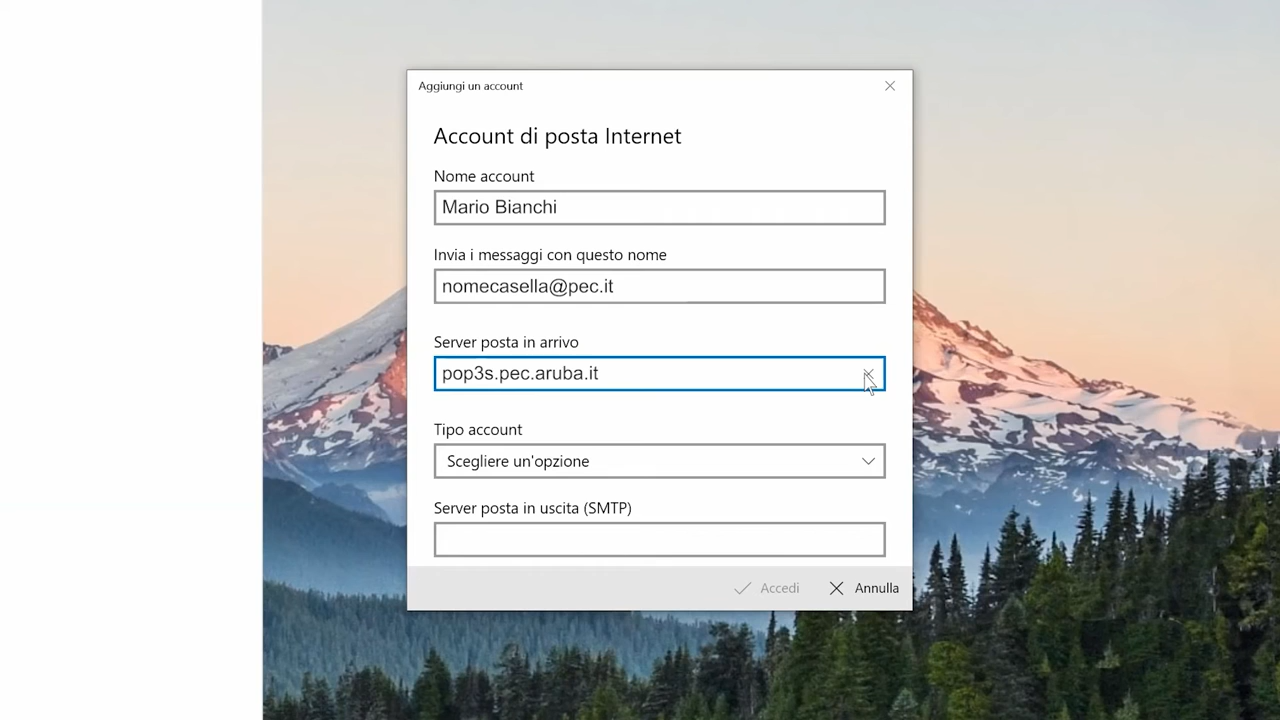 Aggiungi un account
Account di posta Internet
Nome account
Mario Bianchi
Invia i messaggi con questo nome
nomecasella@pec.it
Server posta in arrivo
pop3s.pec.aruba.it
Tipo account
Scegliere un'opzione
Server posta in uscita (SMTP)
Accedi Annulla